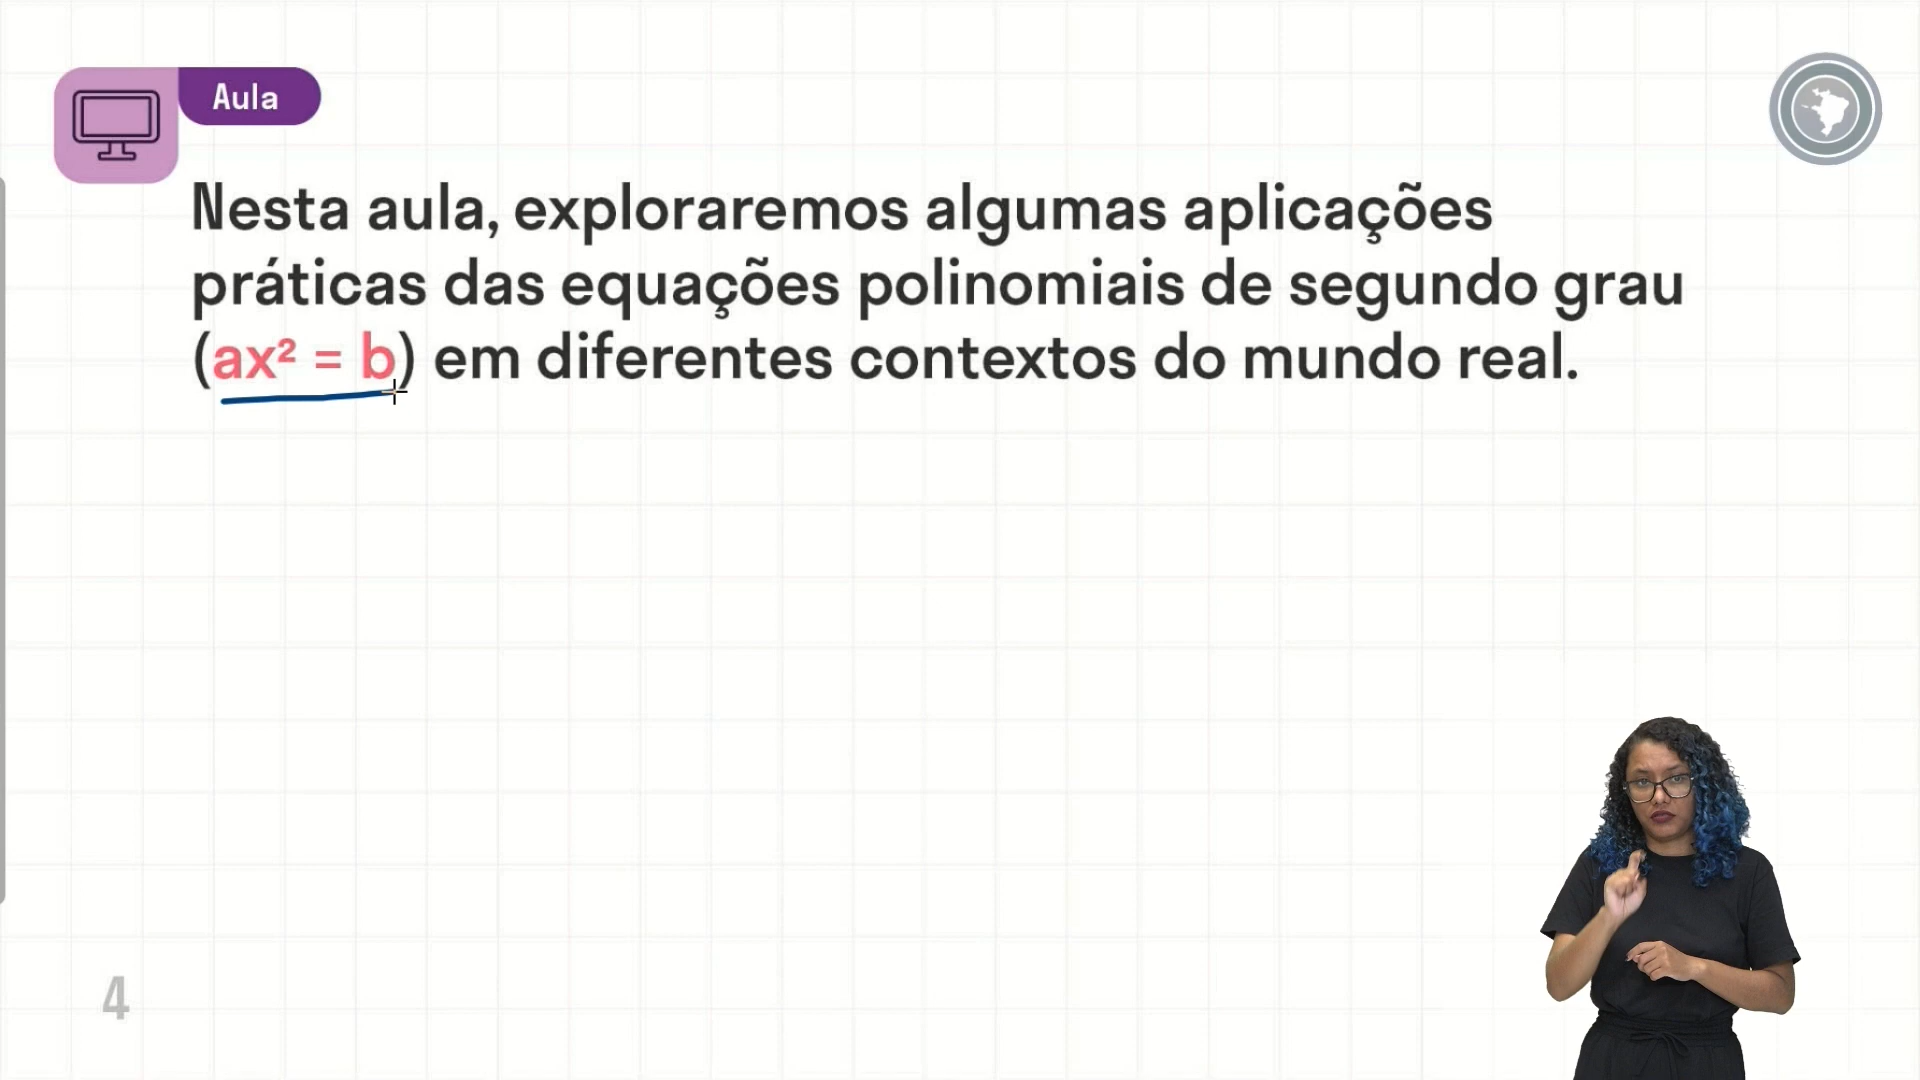 Aula
Nesta aula, exploraremos algumas aplicações
práticas das equações polinomiais de segundo grau
(ax² = b) em diferentes contextos do mundo real.
4